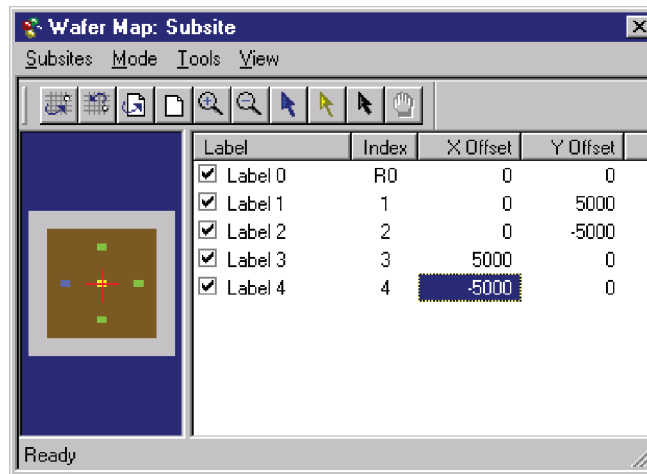 Wafer Map: Subsite
Subsites Mode Tools View
Label Index X Offset Y Offset
Label 0 R0 0 0
Label 1 1 0 5000
Label 2 2 0 -5000
Label 3 3 5000 0
Label 4 4 -5000 0
Ready